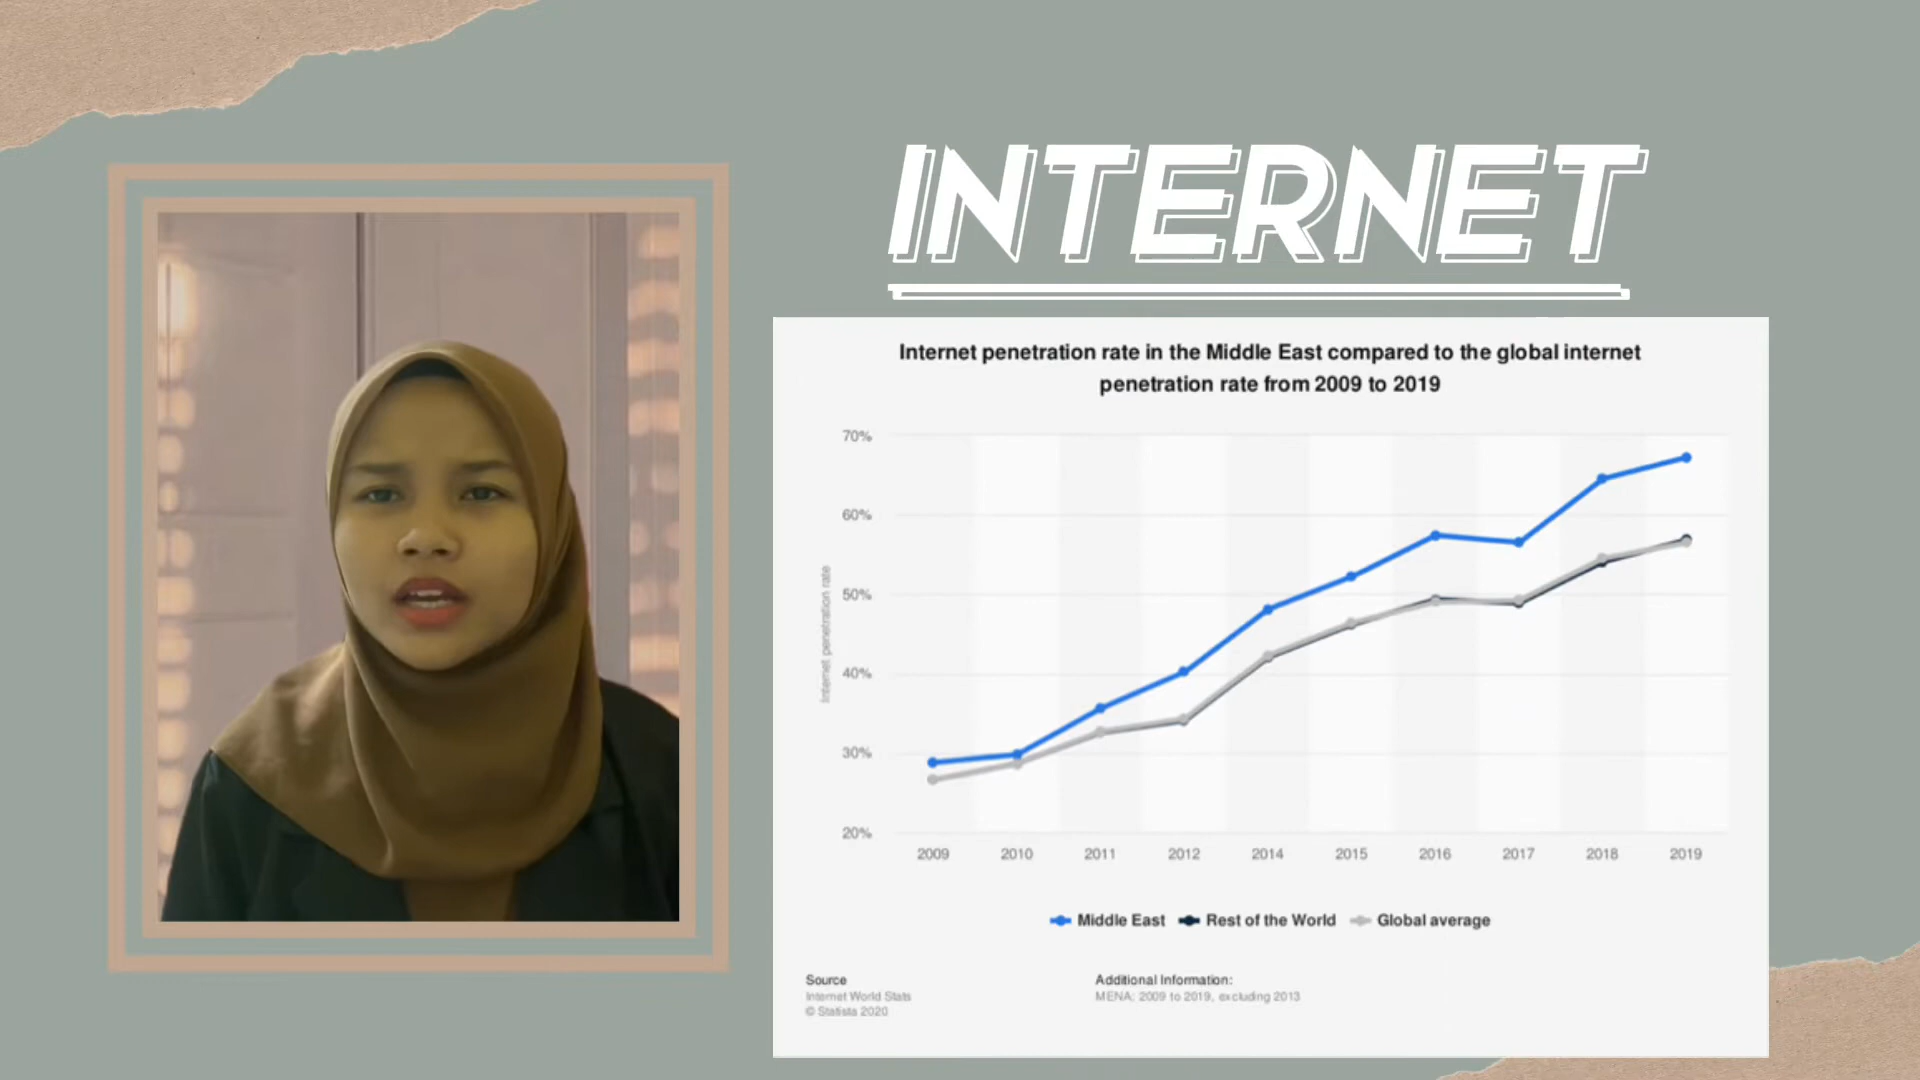 INTERNET
Internet penetration rate in the Middle East compared to the global internet
penetration rate from 2009 to 2019
70%
60%
50%
40%
30%
20%
Internet penetration rate
2009 2010 2011 2012 2014 2015 2016 2017 2018 2019
Middle East Rest of the World Global average
Source
Internet World Stats
© Statista 2020
Additional Information:
MENA: 2009 to 2019, excluding 2013